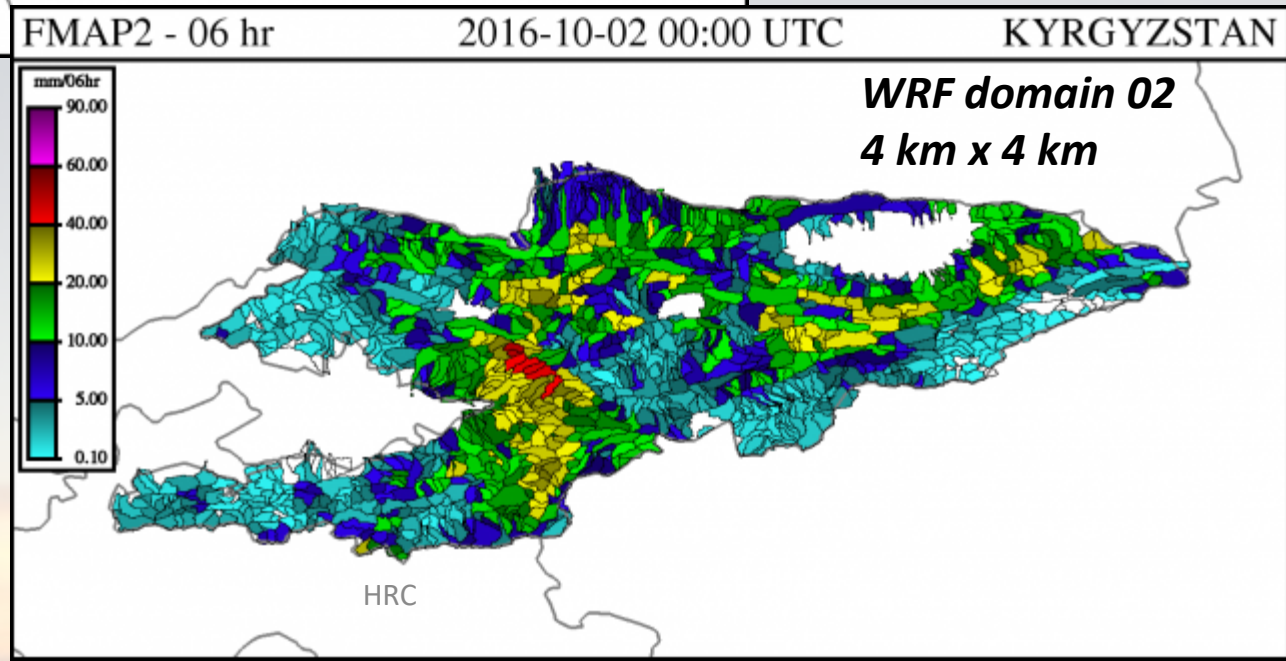 FMAP2 - 06 hr 2016-10-02 00:00 UTC KYRGYZSTAN
mm/06hr
90.00
60.00
40.00
20.00
10.00
5.00
0.10
WRF domain 02
4 km x 4 km
HRC